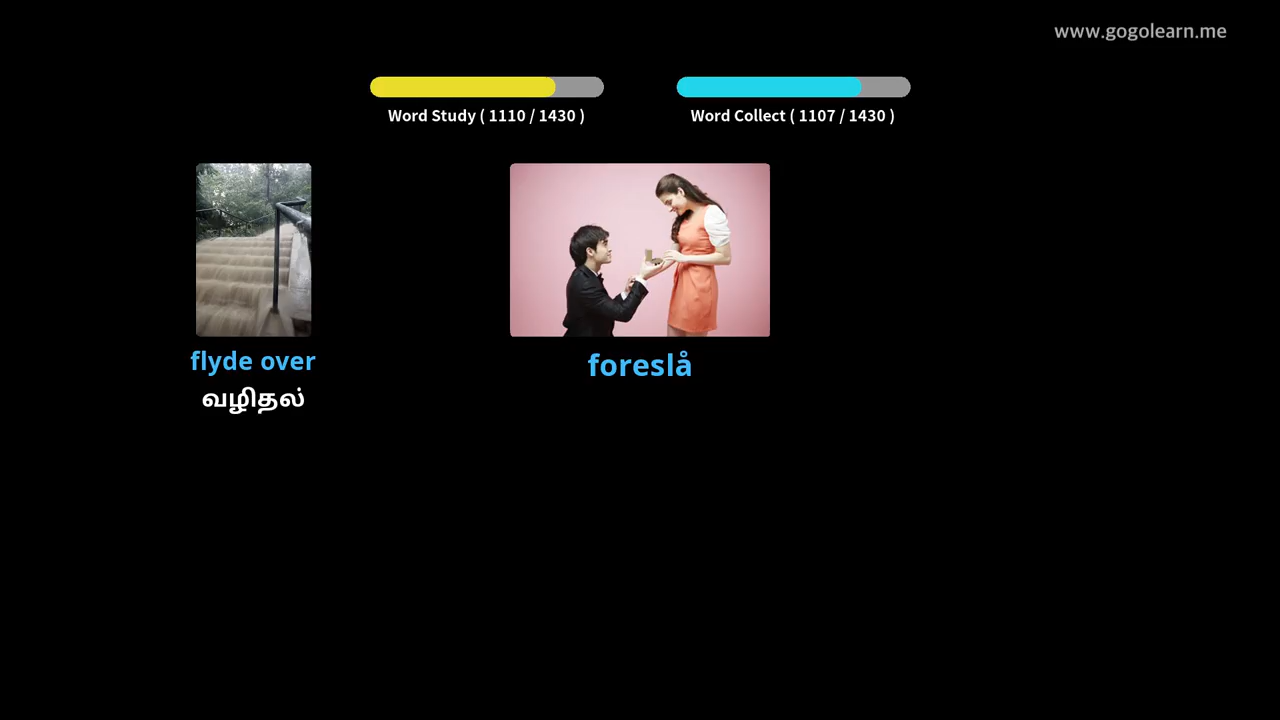 www.gogolearn.me
Word Study ( 1110 / 1430 )
Word Collect ( 1107 / 1430 )
flyde over
வழிதல்
foreslå